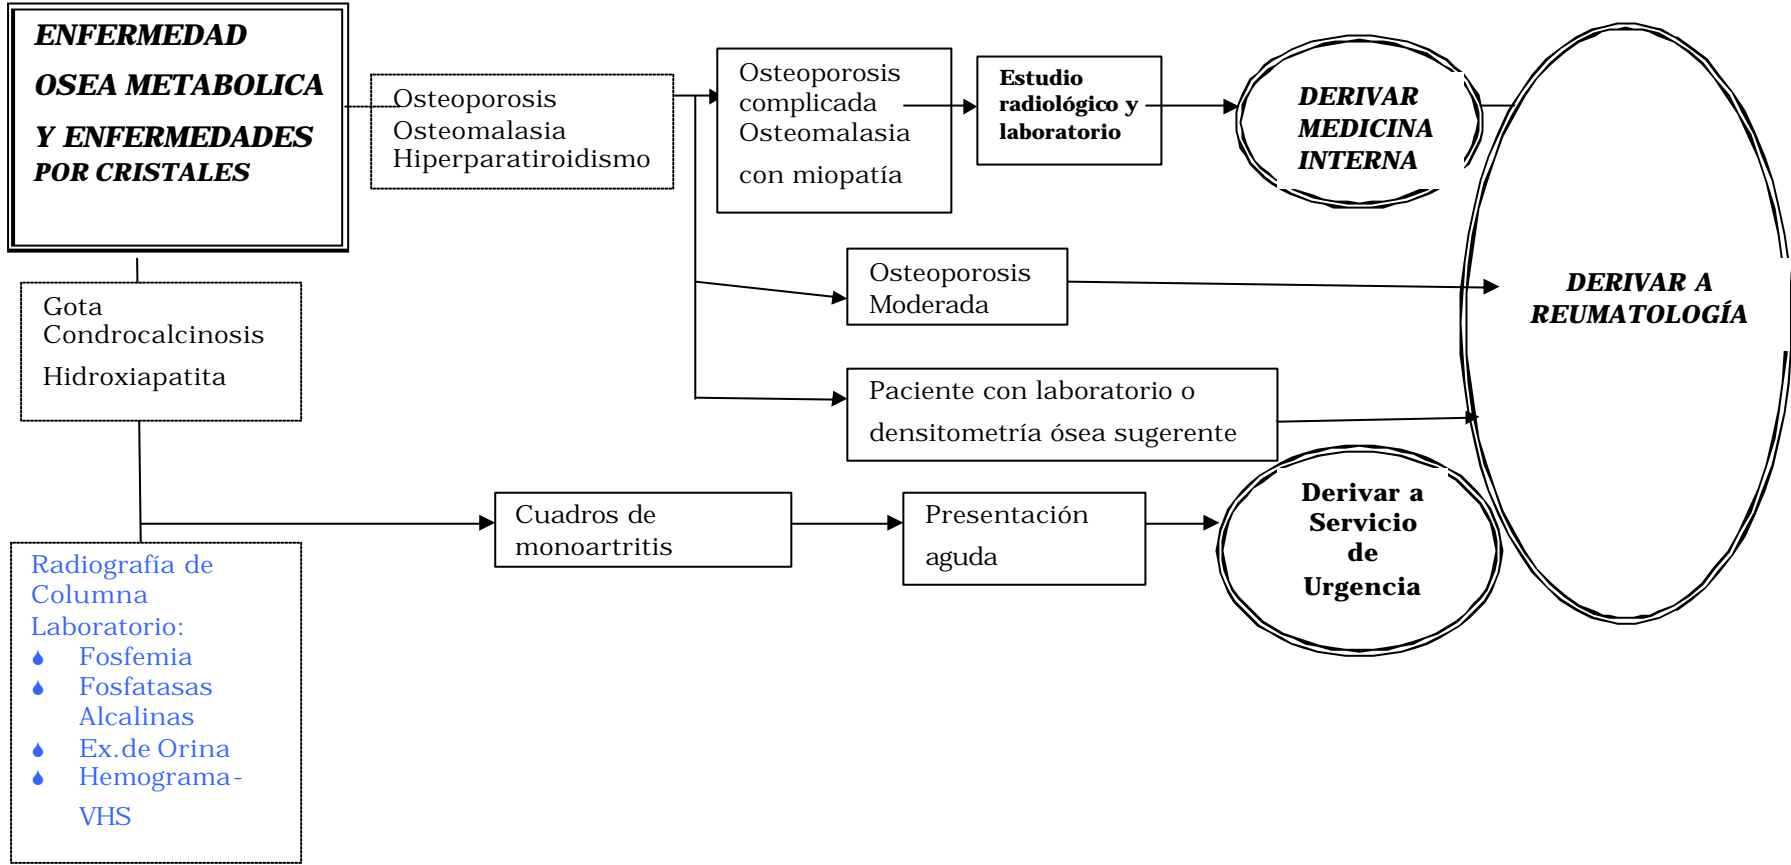 ENFERMEDAD
OSEA METABOLICA
Y ENFERMEDADES
POR CRISTALES
Osteoporosis
Osteomalasia
Hiperparatiroidismo
Osteoporosis
complicada
Osteomalasia
con miopatía
Estudio
radiológico y
laboratorio
DERIVAR
MEDICINA
INTERNA
Osteoporosis
Moderada
DERIVAR A
REUMATOLOGÍA
Gota
Condrocalcinosis
Hidroxiapatita
Paciente con laboratorio o
densitometría ósea sugerente
Cuadros de
monoartritis
Presentación
aguda
Derivar a
Servicio
de
Urgencia
Radiografía de
Columna
Laboratorio:
Fosfemia
Fosfatasas
Alcalinas
Ex.de Orina
Hemograma-
VHS